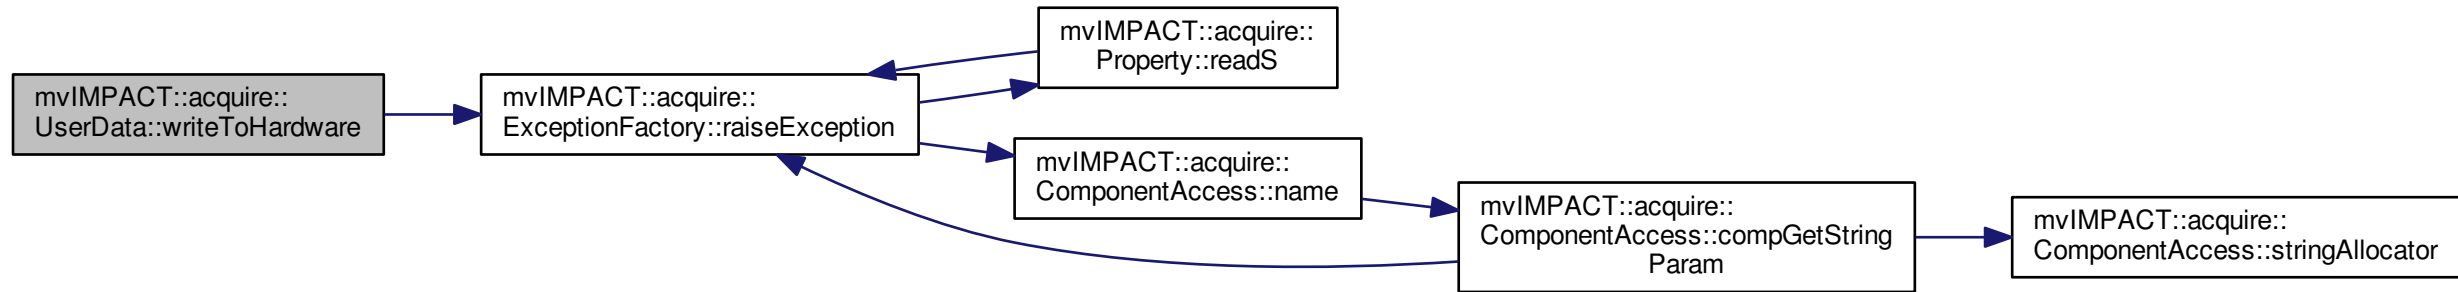 mvIMPACT::acquire::
UserData::writeToHardware
mvIMPACT::acquire::
ExceptionFactory::raiseException
mvIMPACT::acquire::
Property::readS
mvIMPACT::acquire::
ComponentAccess::name
mvIMPACT::acquire::
ComponentAccess::compGetString
Param
mvIMPACT::acquire::
ComponentAccess::stringAllocator